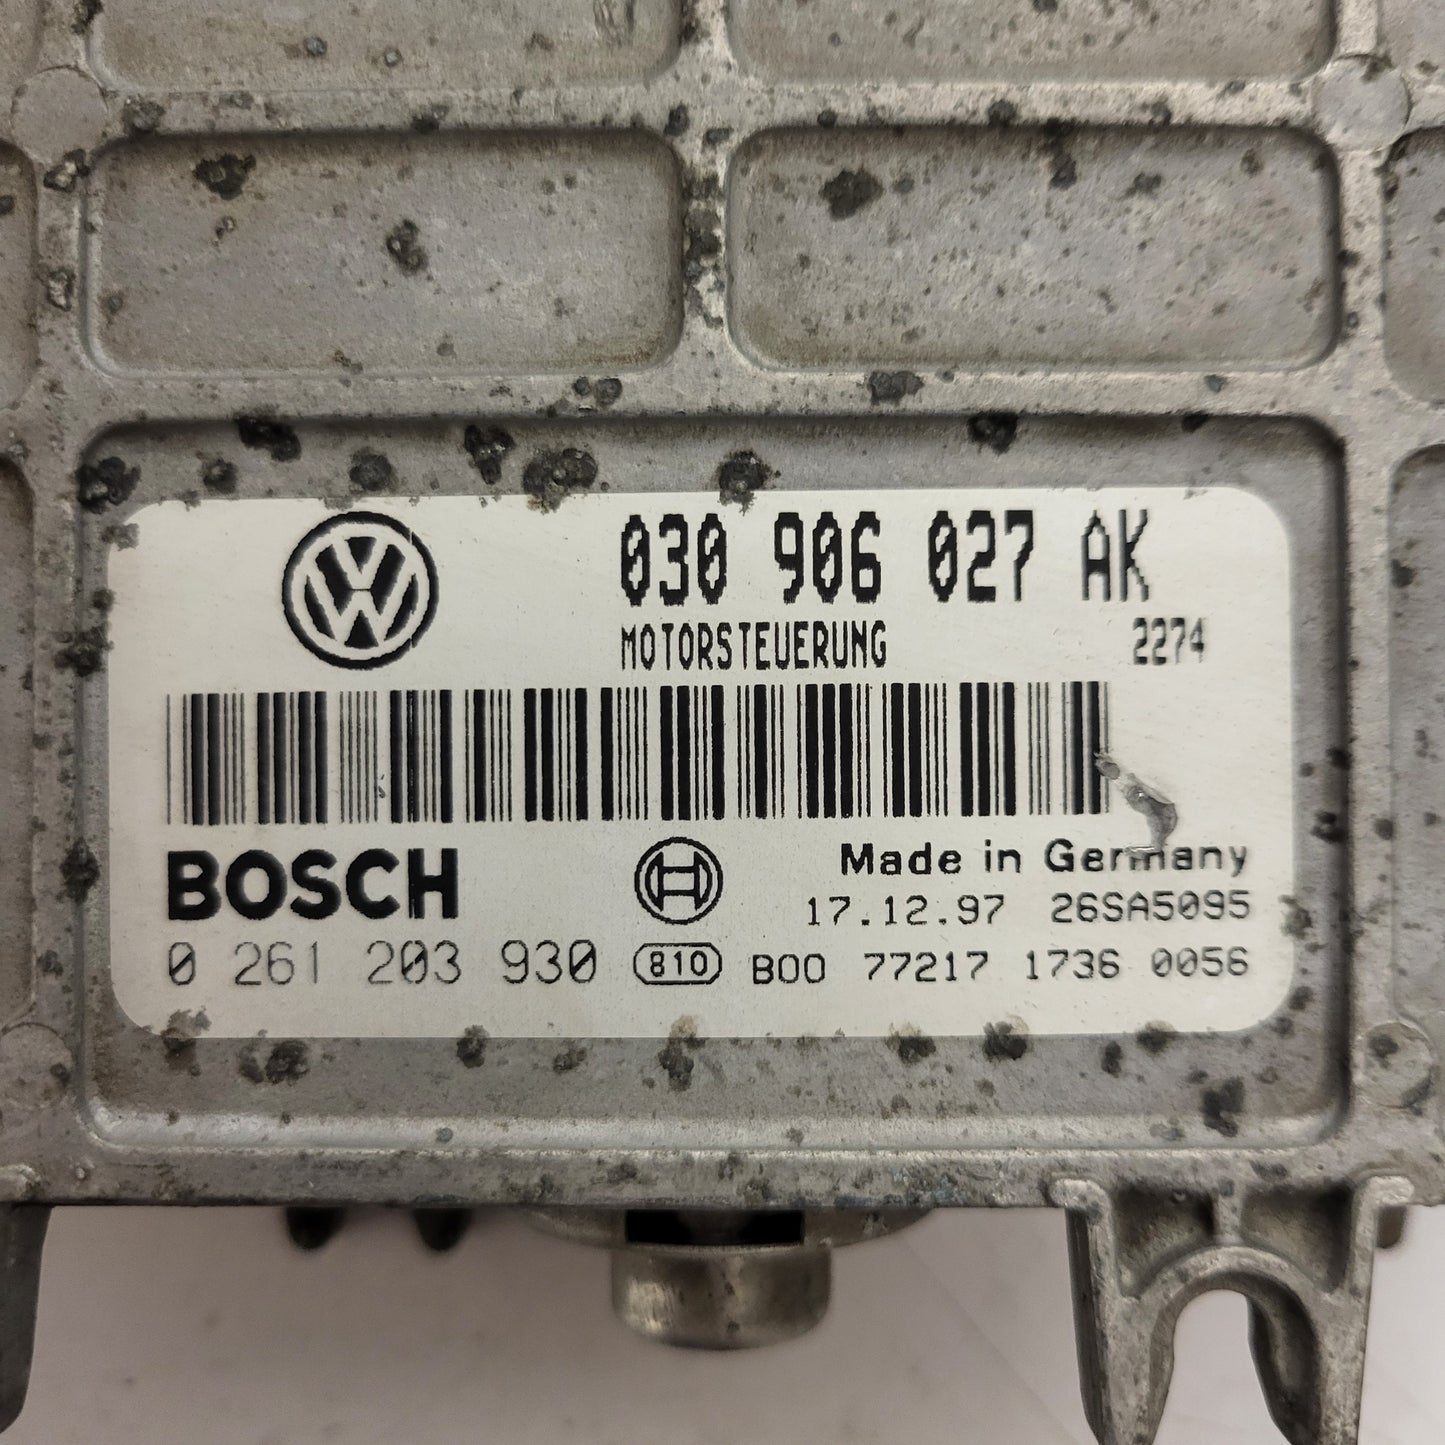 030 906 027 AK
MOTORSTEUERUNG 2274
BOSCH
Made in Germany
17.12.97 26SA5095
0 261 203 930 810 B00 77217 1736 0056